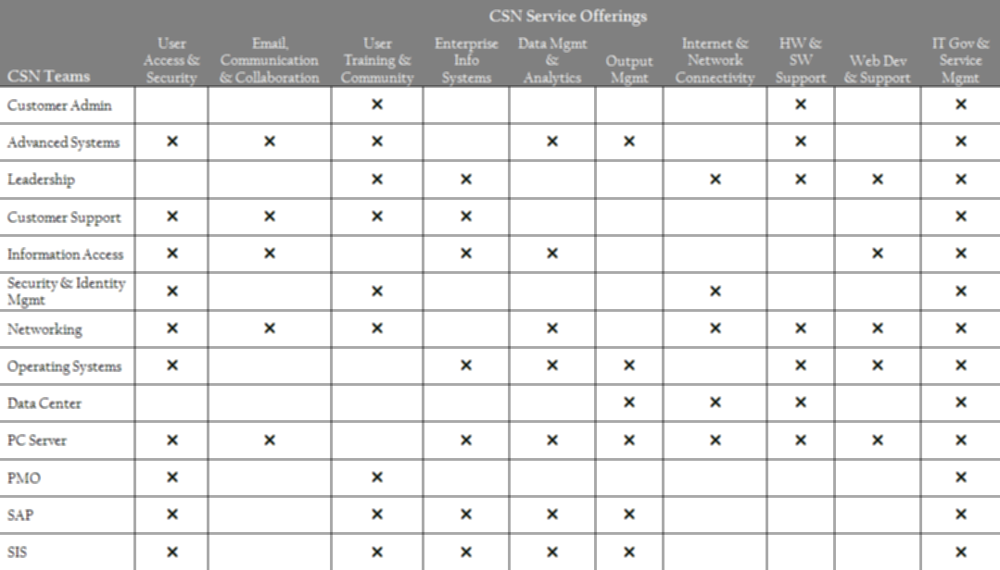 CSN Service Offerings
CSN Teams
User Access & Security
Email, Communication & Collaboration
User Training & Community
Enterprise Info Systems
Data Mgmt & Analytics
Output Mgmt
Internet & Network Connectivity
HW & SW Support
Web Dev & Support
IT Gov & Service Mgmt
Customer Admin × × ×
Advanced Systems × × × × × × ×
Leadership × × × × × ×
Customer Support × × × × ×
Information Access × × × × × ×
Security & Identity Mgmt × × × ×
Networking × × × × × × × ×
Operating Systems × × × × × × ×
Data Center × × × ×
PC Server × × × × × × × × ×
PMO × × ×
SAP × × × × × ×
SIS × × × × × ×